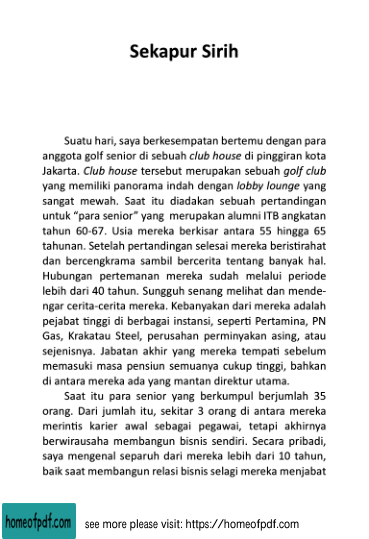 Sekapur Sirih
Suatu hari, saya berkesempatan bertemu dengan para
anggota golf senior di sebuah club house di pinggiran kota
Jakarta. Club house tersebut merupakan sebuah golf club
yang memiliki panorama indah dengan lobby lounge yang
sangat mewah. Saat itu diadakan sebuah pertandingan
untuk “para senior” yang merupakan alumni ITB angkatan
tahun 60-67. Usia mereka berkisar antara 55 hingga 65
tahunan. Setelah pertandingan selesai mereka beristirahat
dan bercengkrama sambil bercerita tentang banyak hal.
Hubungan pertemanan mereka sudah melalui periode
lebih dari 40 tahun. Sungguh senang melihat dan mende-
ngar cerita-cerita mereka. Kebanyakan dari mereka adalah
pejabat tinggi di berbagai instansi, seperti Pertamina, PN
Gas, Krakatau Steel, perusahan perminyakan asing, atau
sejenisnya. Jabatan akhir yang mereka tempati sebelum
memasuki masa pensiun semuanya cukup tinggi, bahkan
di antara mereka ada yang mantan direktur utama.
Saat itu para senior yang berkumpul berjumlah 35
orang. Dari jumlah itu, sekitar 3 orang di antara mereka
merintis karier awal sebagai pegawai, tetapi akhirnya
berwirausaha membangun bisnis sendiri. Secara pribadi,
saya mengenal separuh dari mereka lebih dari 10 tahun,
baik saat membangun relasi bisnis selagi mereka menjabat
homeofpdf.com
see more please visit: https://homeofpdf.com